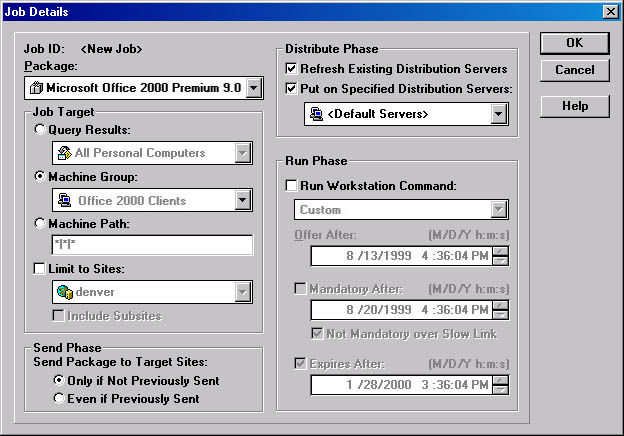 Job Details
Job ID: <New Job>
Package:
Microsoft Office 2000 Premium 9.0
Job Target
Query Results:
All Personal Computers
Machine Group:
Office 2000 Clients
Machine Path:
*|*|*
Limit to Sites:
denver
Include Subsites
Send Phase
Send Package to Target Sites:
Only if Not Previously Sent
Even if Previously Sent
Distribute Phase
Refresh Existing Distribution Servers
Put on Specified Distribution Servers:
<Default Servers>
Run Phase
Run Workstation Command:
Custom
Offer After: (M/D/Y h:m:s)
8 /13/1999 4 :36:04 PM
Mandatory After: (M/D/Y h:m:s)
8 /20/1999 4 :36:04 PM
Not Mandatory over Slow Link
Expires After: (M/D/Y h:m:s)
1 /28/2000 3 :36:04 PM
OK
Cancel
Help